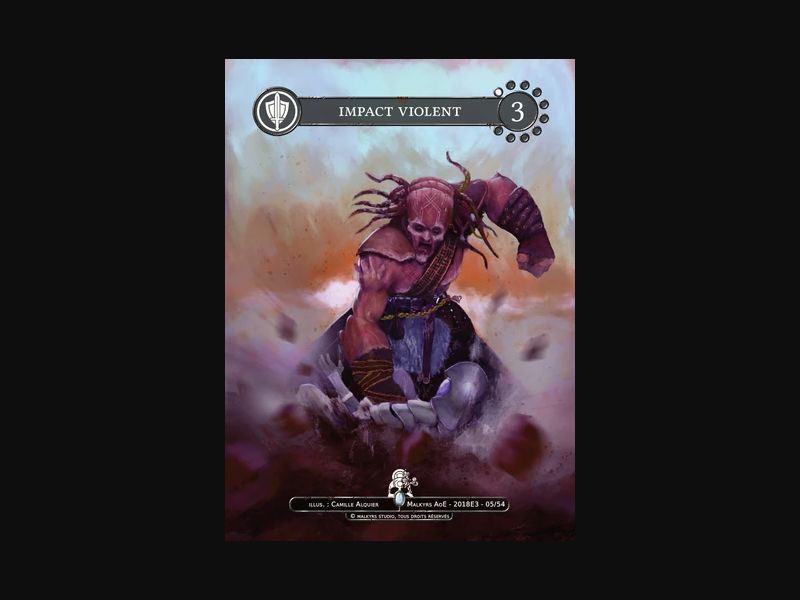 IMPACT VIOLENT
3
ILLUS. : CAMILLE ALQUIER MALKYRS AOE - 2018E3 - 05/54
© MALKYRS STUDIO, TOUS DROITS RÉSERVÉS